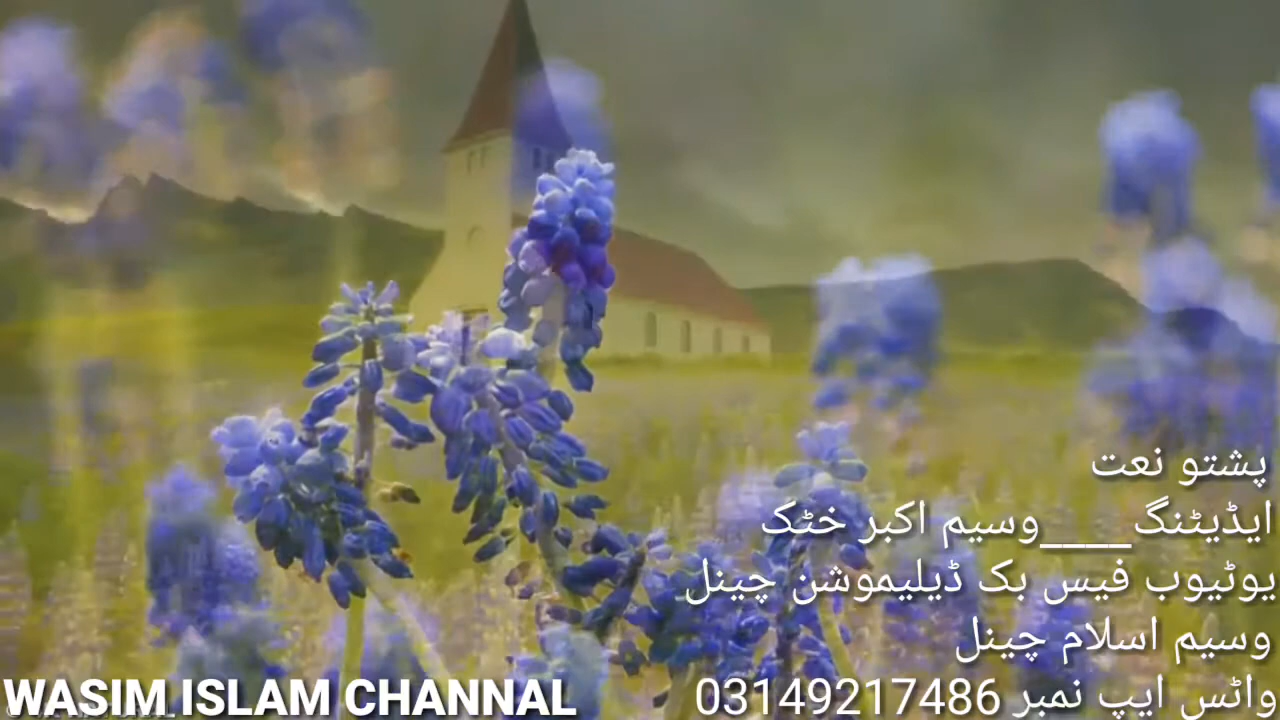 پشتو نعت
ایڈیٹنگ____وسیم اکبر خٹک
یوٹیوب فیس بک ڈیلیموشن چینل
وسیم اسلام چینل
واٹس ایپ نمبر 03149217486
WASIM ISLAM CHANNAL